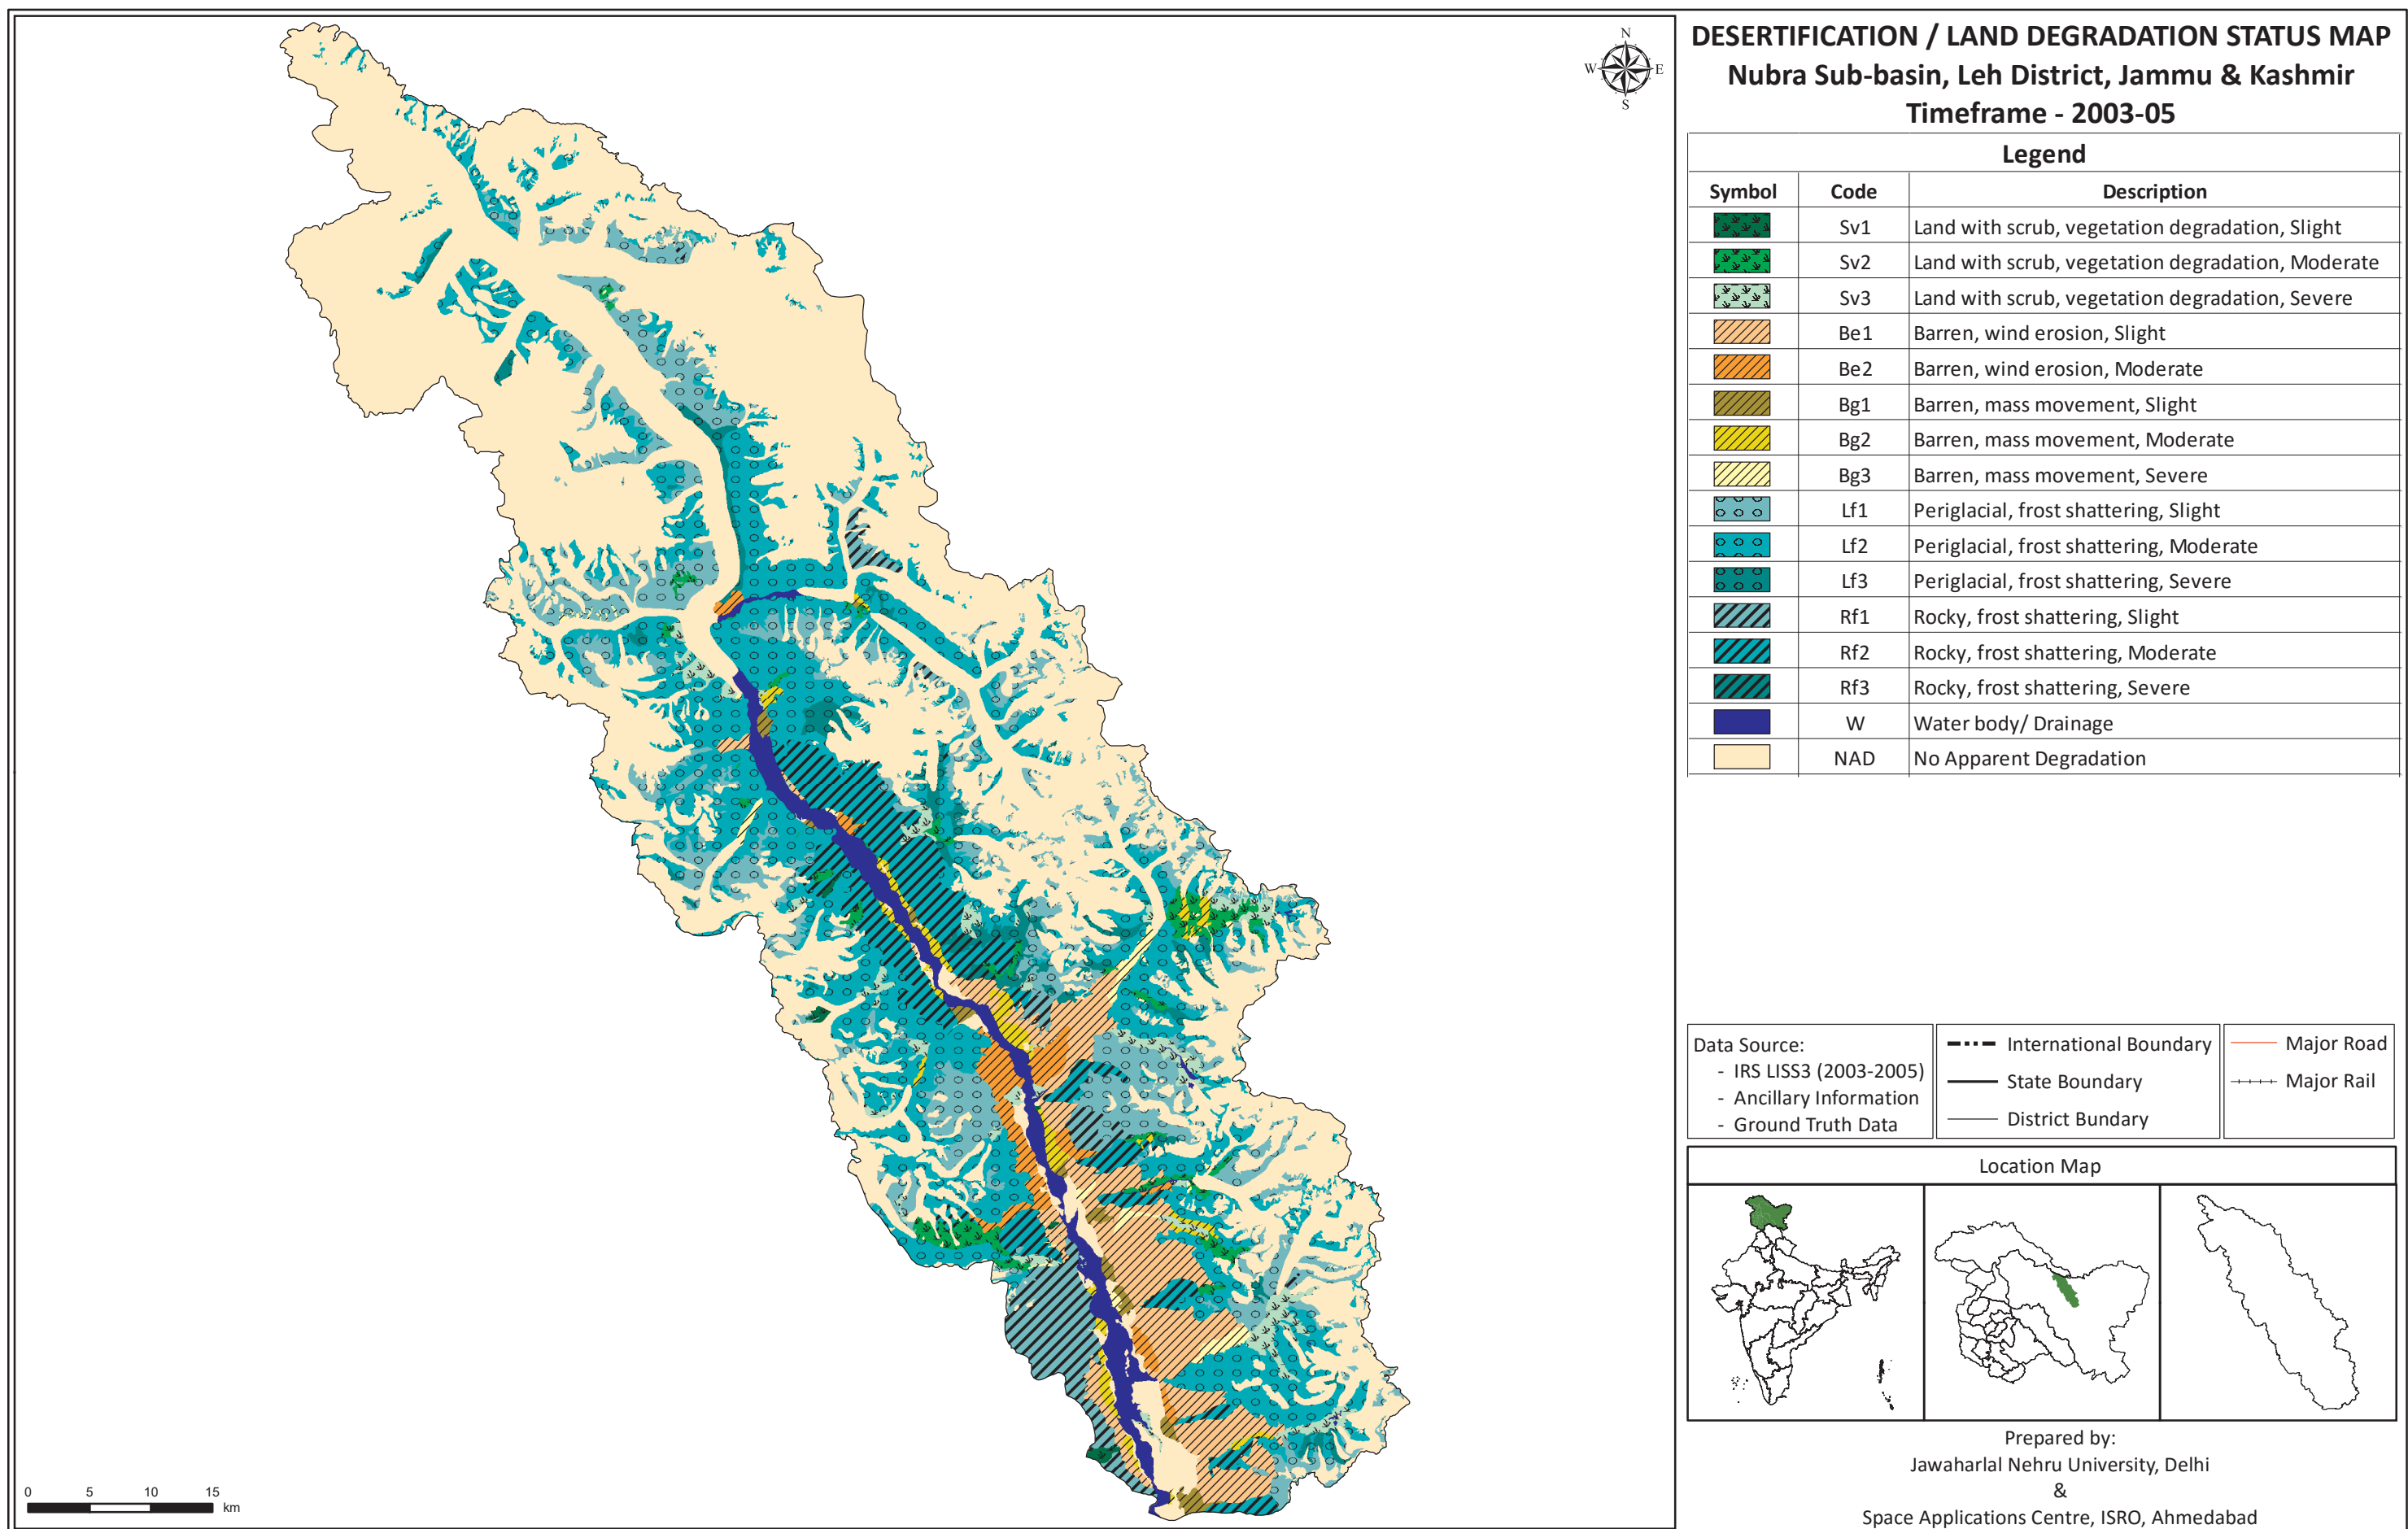 N
W
E
S
0 5 10 15
km
DESERTIFICATION / LAND DEGRADATION STATUS MAP
Nubra Sub-basin, Leh District, Jammu & Kashmir
Timeframe - 2003-05
Legend
Symbol Code Description
Sv1 Land with scrub, vegetation degradation, Slight
Sv2 Land with scrub, vegetation degradation, Moderate
Sv3 Land with scrub, vegetation degradation, Severe
Be1 Barren, wind erosion, Slight
Be2 Barren, wind erosion, Moderate
Bg1 Barren, mass movement, Slight
Bg2 Barren, mass movement, Moderate
Bg3 Barren, mass movement, Severe
Lf1 Periglacial, frost shattering, Slight
Lf2 Periglacial, frost shattering, Moderate
Lf3 Periglacial, frost shattering, Severe
Rf1 Rocky, frost shattering, Slight
Rf2 Rocky, frost shattering, Moderate
Rf3 Rocky, frost shattering, Severe
W Water body/ Drainage
NAD No Apparent Degradation
Data Source:
- IRS LISS3 (2003-2005)
- Ancillary Information
- Ground Truth Data
International Boundary
State Boundary
District Bundary
Major Road
Major Rail
Location Map
Prepared by:
Jawaharlal Nehru University, Delhi
&
Space Applications Centre, ISRO, Ahmedabad